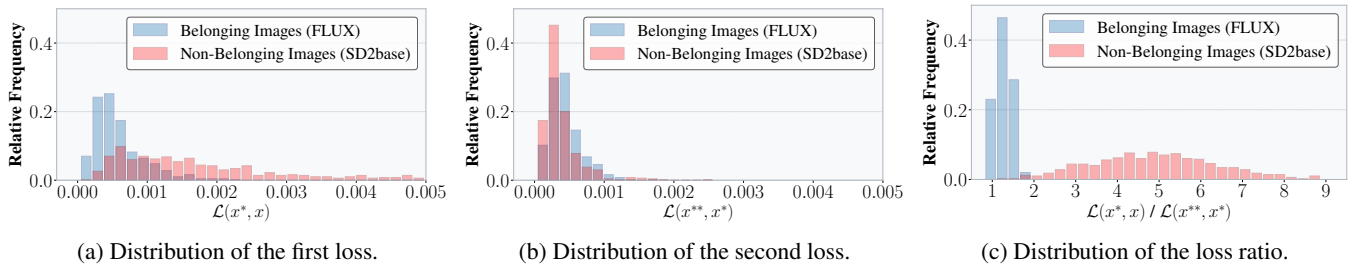 Relative Frequency
0.4
0.2
0.0
Belonging Images (FLUX)
Non-Belonging Images (SD2base)
0.000 0.001 0.002 0.003 0.004 0.005
ℒ(x*, x)
(a) Distribution of the first loss.
Relative Frequency
0.4
0.2
0.0
Belonging Images (FLUX)
Non-Belonging Images (SD2base)
0.000 0.001 0.002 0.003 0.004 0.005
ℒ(x**, x*)
(b) Distribution of the second loss.
Relative Frequency
0.4
0.2
0.0
Belonging Images (FLUX)
Non-Belonging Images (SD2base)
1 2 3 4 5 6 7 8 9
ℒ(x*, x) / ℒ(x**, x*)
(c) Distribution of the loss ratio.